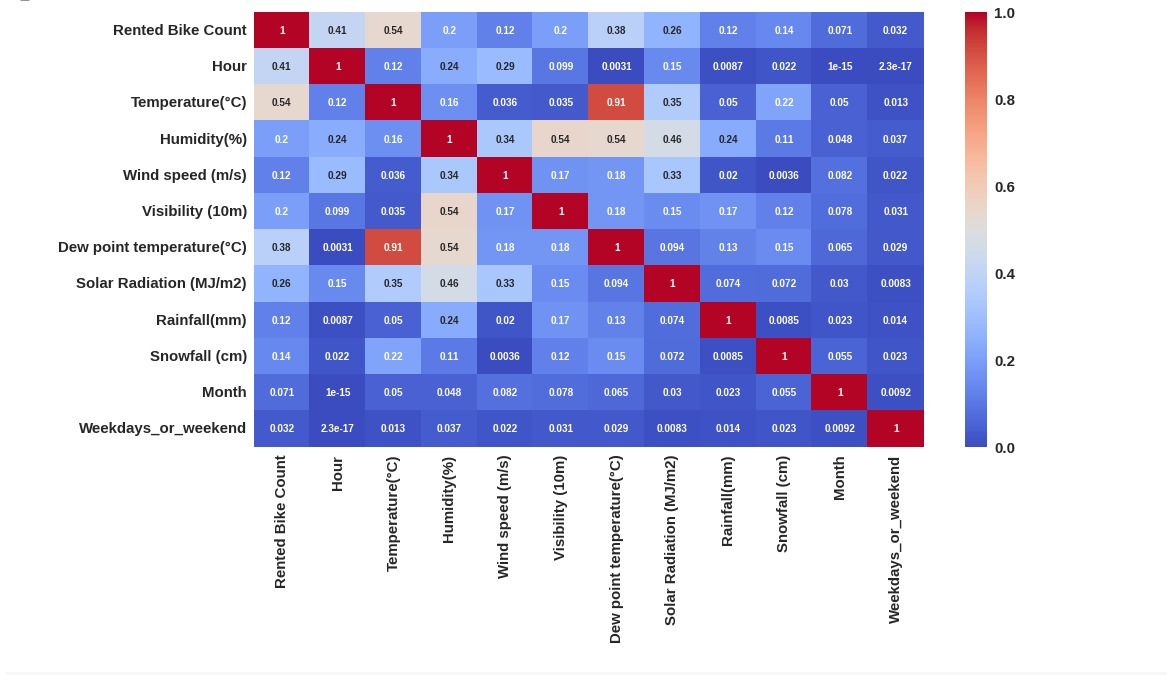 Rented Bike Count 1 0.41 0.54 0.2 0.12 0.2 0.38 0.26 0.12 0.14 0.071 0.032
Hour 0.41 1 0.12 0.24 0.29 0.099 0.0031 0.15 0.0087 0.022 1e-15 2.3e-17
Temperature(°C) 0.54 0.12 1 0.16 0.036 0.035 0.91 0.35 0.05 0.22 0.05 0.013
Humidity(%) 0.2 0.24 0.16 1 0.34 0.54 0.54 0.46 0.24 0.11 0.048 0.037
Wind speed (m/s) 0.12 0.29 0.036 0.34 1 0.17 0.18 0.33 0.02 0.0036 0.082 0.022
Visibility (10m) 0.2 0.099 0.035 0.54 0.17 1 0.18 0.15 0.17 0.12 0.078 0.031
Dew point temperature(°C) 0.38 0.0031 0.91 0.54 0.18 0.18 1 0.094 0.13 0.15 0.065 0.029
Solar Radiation (MJ/m2) 0.26 0.15 0.35 0.46 0.33 0.15 0.094 1 0.074 0.072 0.03 0.0083
Rainfall(mm) 0.12 0.0087 0.05 0.24 0.02 0.17 0.13 0.074 1 0.0085 0.023 0.014
Snowfall (cm) 0.14 0.022 0.22 0.11 0.0036 0.12 0.15 0.072 0.0085 1 0.055 0.023
Month 0.071 1e-15 0.05 0.048 0.082 0.078 0.065 0.03 0.023 0.055 1 0.0092
Weekdays_or_weekend 0.032 2.3e-17 0.013 0.037 0.022 0.031 0.029 0.0083 0.014 0.023 0.0092 1
Rented Bike Count
Hour
Temperature(°C)
Humidity(%)
Wind speed (m/s)
Visibility (10m)
Dew point temperature(°C)
Solar Radiation (MJ/m2)
Rainfall(mm)
Snowfall (cm)
Month
Weekdays_or_weekend
1.0
0.8
0.6
0.4
0.2
0.0